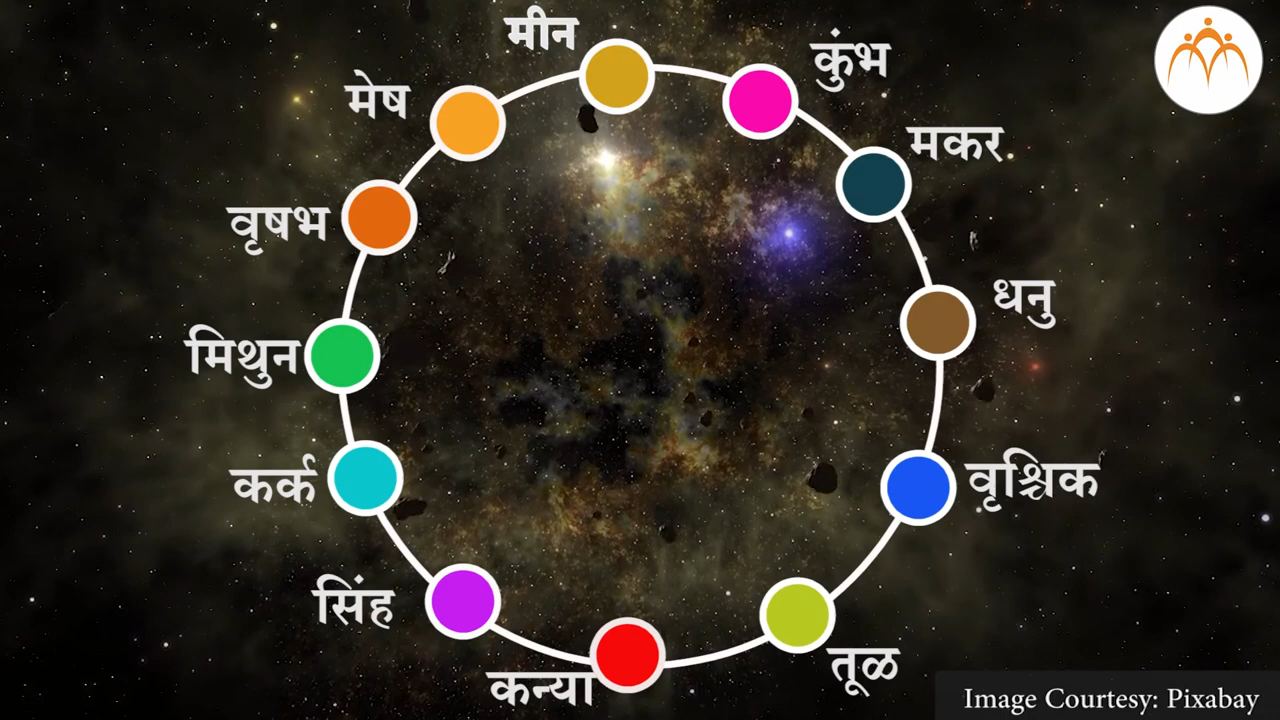 मीन
कुंभ
मेष
मकर
वृषभ
धनु
मिथुन
कर्क
वृश्चिक
सिंह
तूळ
कन्या
Image Courtesy: Pixabay